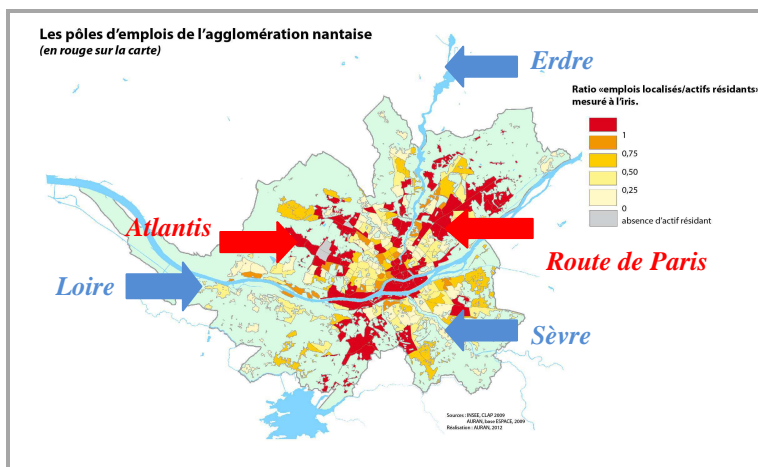 Les pôles d'emplois de l'agglomération nantaise
(en rouge sur la carte)
Erdre
Ratio «emplois localisés/actifs résidants»
mesuré à l'iris.
1
0,75
0,50
0,25
0
absence d'actif résidant
Atlantis
Route de Paris
Loire
Sèvre
Sources : INSEE, CLAP 2009
AURAN, base ESPACE, 2009
Réalisation : AURAN, 2012